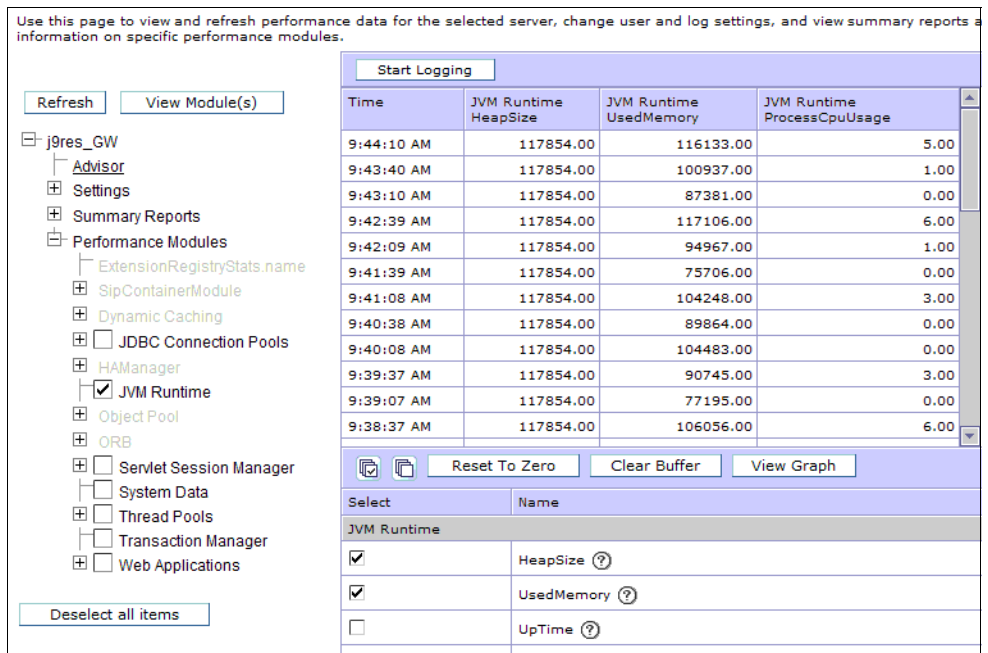 Use this page to view and refresh performance data for the selected server, change user and log settings, and view summary reports a
information on specific performance modules.
Refresh View Module(s)
j9res_GW
Advisor
Settings
Summary Reports
Performance Modules
ExtensionRegistryStats.name
SipContainerModule
Dynamic Caching
JDBC Connection Pools
HAManager
JVM Runtime
Object Pool
ORB
Servlet Session Manager
System Data
Thread Pools
Transaction Manager
Web Applications
Deselect all items
Start Logging
Time JVM Runtime JVM Runtime JVM Runtime
HeapSize UsedMemory ProcessCpuUsage
9:44:10 AM 117854.00 116133.00 5.00
9:43:40 AM 117854.00 100937.00 1.00
9:43:10 AM 117854.00 87381.00 0.00
9:42:39 AM 117854.00 117106.00 6.00
9:42:09 AM 117854.00 94967.00 1.00
9:41:39 AM 117854.00 75706.00 0.00
9:41:08 AM 117854.00 104248.00 3.00
9:40:38 AM 117854.00 89864.00 0.00
9:40:08 AM 117854.00 104483.00 0.00
9:39:37 AM 117854.00 90745.00 3.00
9:39:07 AM 117854.00 77195.00 0.00
9:38:37 AM 117854.00 106056.00 6.00
Reset To Zero Clear Buffer View Graph
Select Name
JVM Runtime
HeapSize ?
UsedMemory ?
UpTime ?